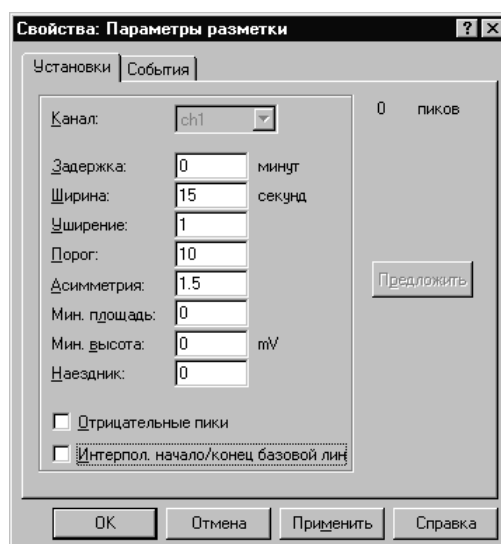 Свойства: Параметры разметки
Установки События
Канал: ch1
0 пиков
Задержка: 0 минут
Ширина: 15 секунд
Уширение: 1
Порог: 10
Предложить
Асимметрия: 1.5
Мин. площадь: 0
Мин. высота: 0 mV
Наездник: 0
Отрицательные пики
Интерпол. начало/конец базовой лин
OK Отмена Применить Справка